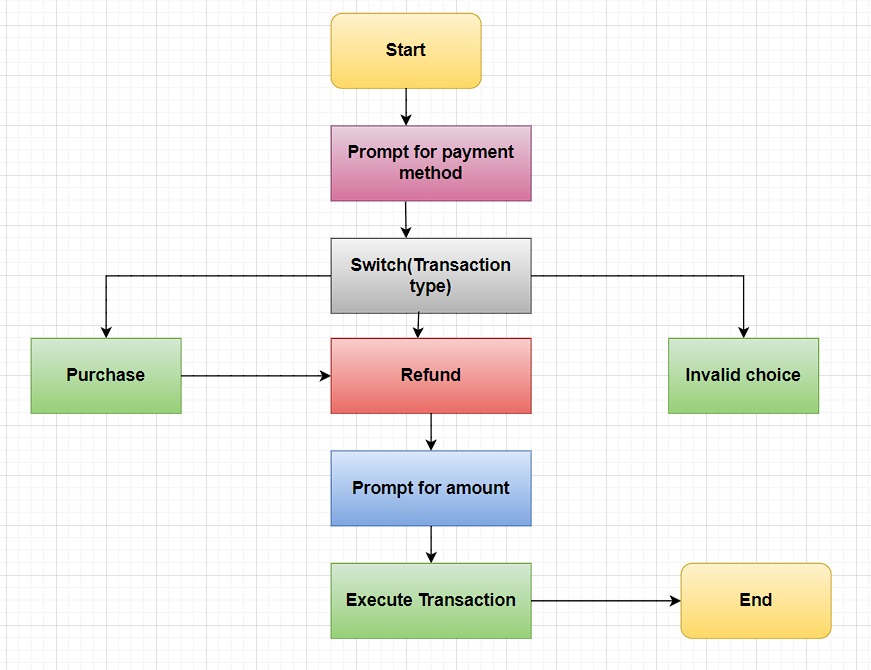 Start
Prompt for payment
method
Switch(Transaction
type)
Purchase
Refund
Invalid choice
Prompt for amount
Execute Transaction
End